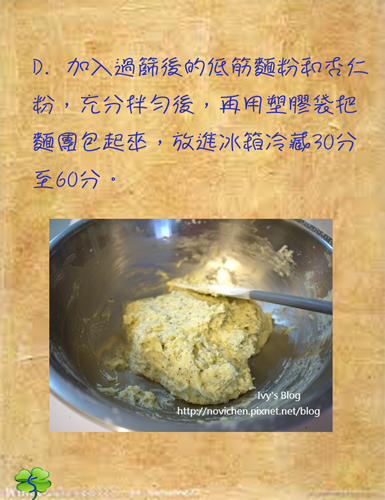 D. 加入過篩後的低筋麵粉和杏仁
粉，充分拌勻後，再用塑膠袋把
麵團包起來，放進冰箱冷藏30分
至60分。
Ivy's Blog
http://novichen.pixnet.net/blog
5